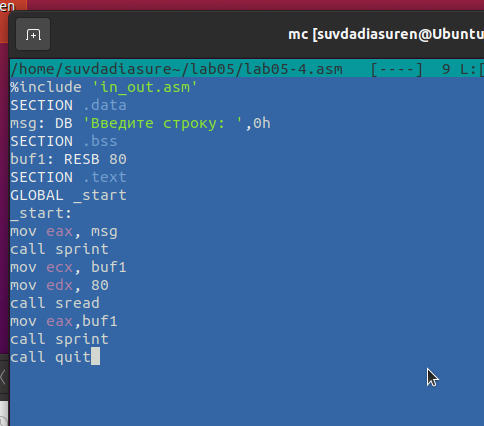 en
mc [suvdadiasuren@Ubuntu
/home/suvdadiasure~/lab05/lab05-4.asm   [----]  9 L:[
%include 'in_out.asm'
SECTION .data
msg: DB 'Введите строку: ',0h
SECTION .bss
buf1: RESB 80
SECTION .text
GLOBAL _start
_start:
mov eax, msg
call sprint
mov ecx, buf1
mov edx, 80
call sread
mov eax,buf1
call sprint
call quit